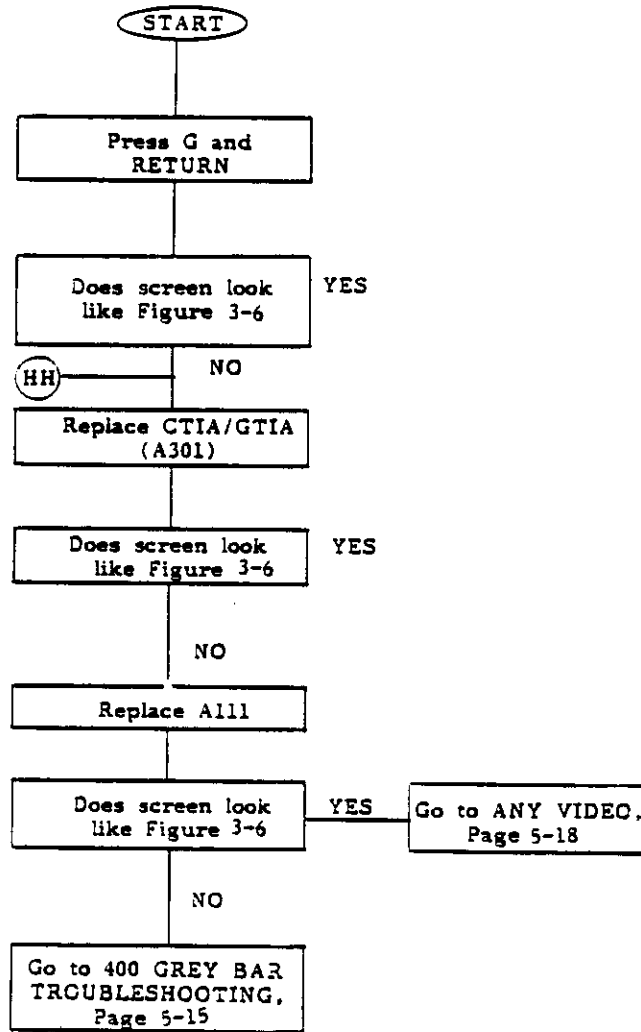 START
Press G and
RETURN
Does screen look
like Figure 3-6
YES
NO
HH
Replace CTIA/GTIA
(A301)
Does screen look
like Figure 3-6
YES
NO
Replace A111
Does screen look
like Figure 3-6
YES
Go to ANY VIDEO,
Page 5-18
NO
Go to 400 GREY BAR
TROUBLESHOOTING,
Page 5-15